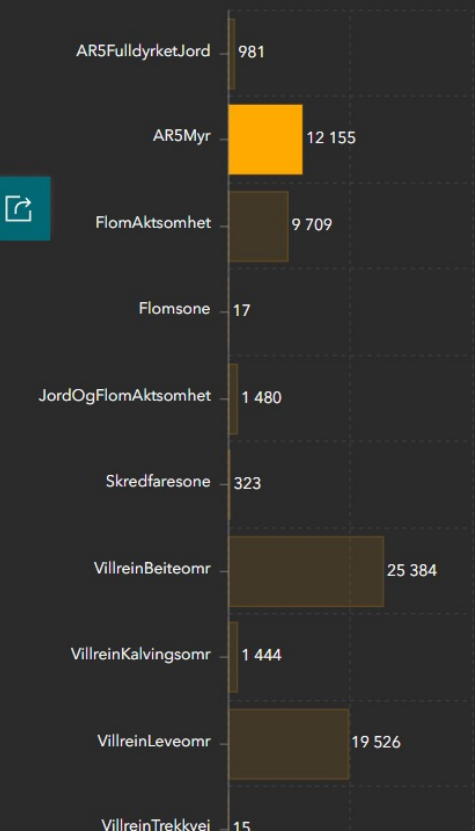 AR5FulldyrketJord 981
AR5Myr 12 155
FlomAktsomhet 9 709
Flomsone 17
JordOgFlomAktsomhet 1 480
Skredfaresone 323
VillreinBeiteomr 25 384
VillreinKalvingsomr 1 444
VillreinLeveomr 19 526
VillreinTrekkvei 15